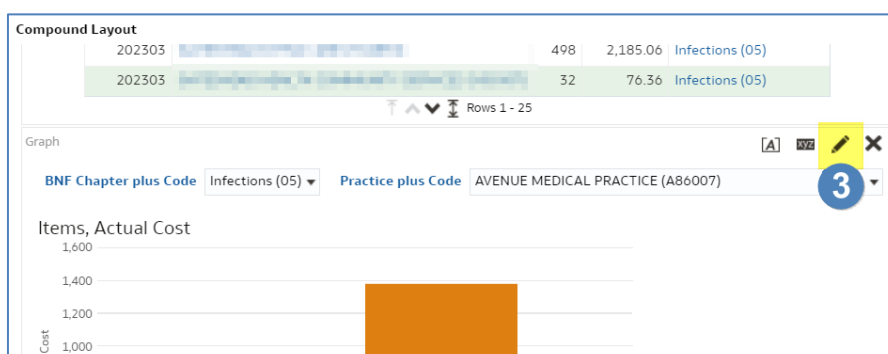 Compound Layout
202303 498 2,185.06 Infections (05)
202303 32 76.36 Infections (05)
Rows 1 - 25
Graph
[A] xyz
BNF Chapter plus Code Infections (05) Practice plus Code AVENUE MEDICAL PRACTICE (A86007)
3
Items, Actual Cost
1,600
1,400
1,200
1,000
Cost